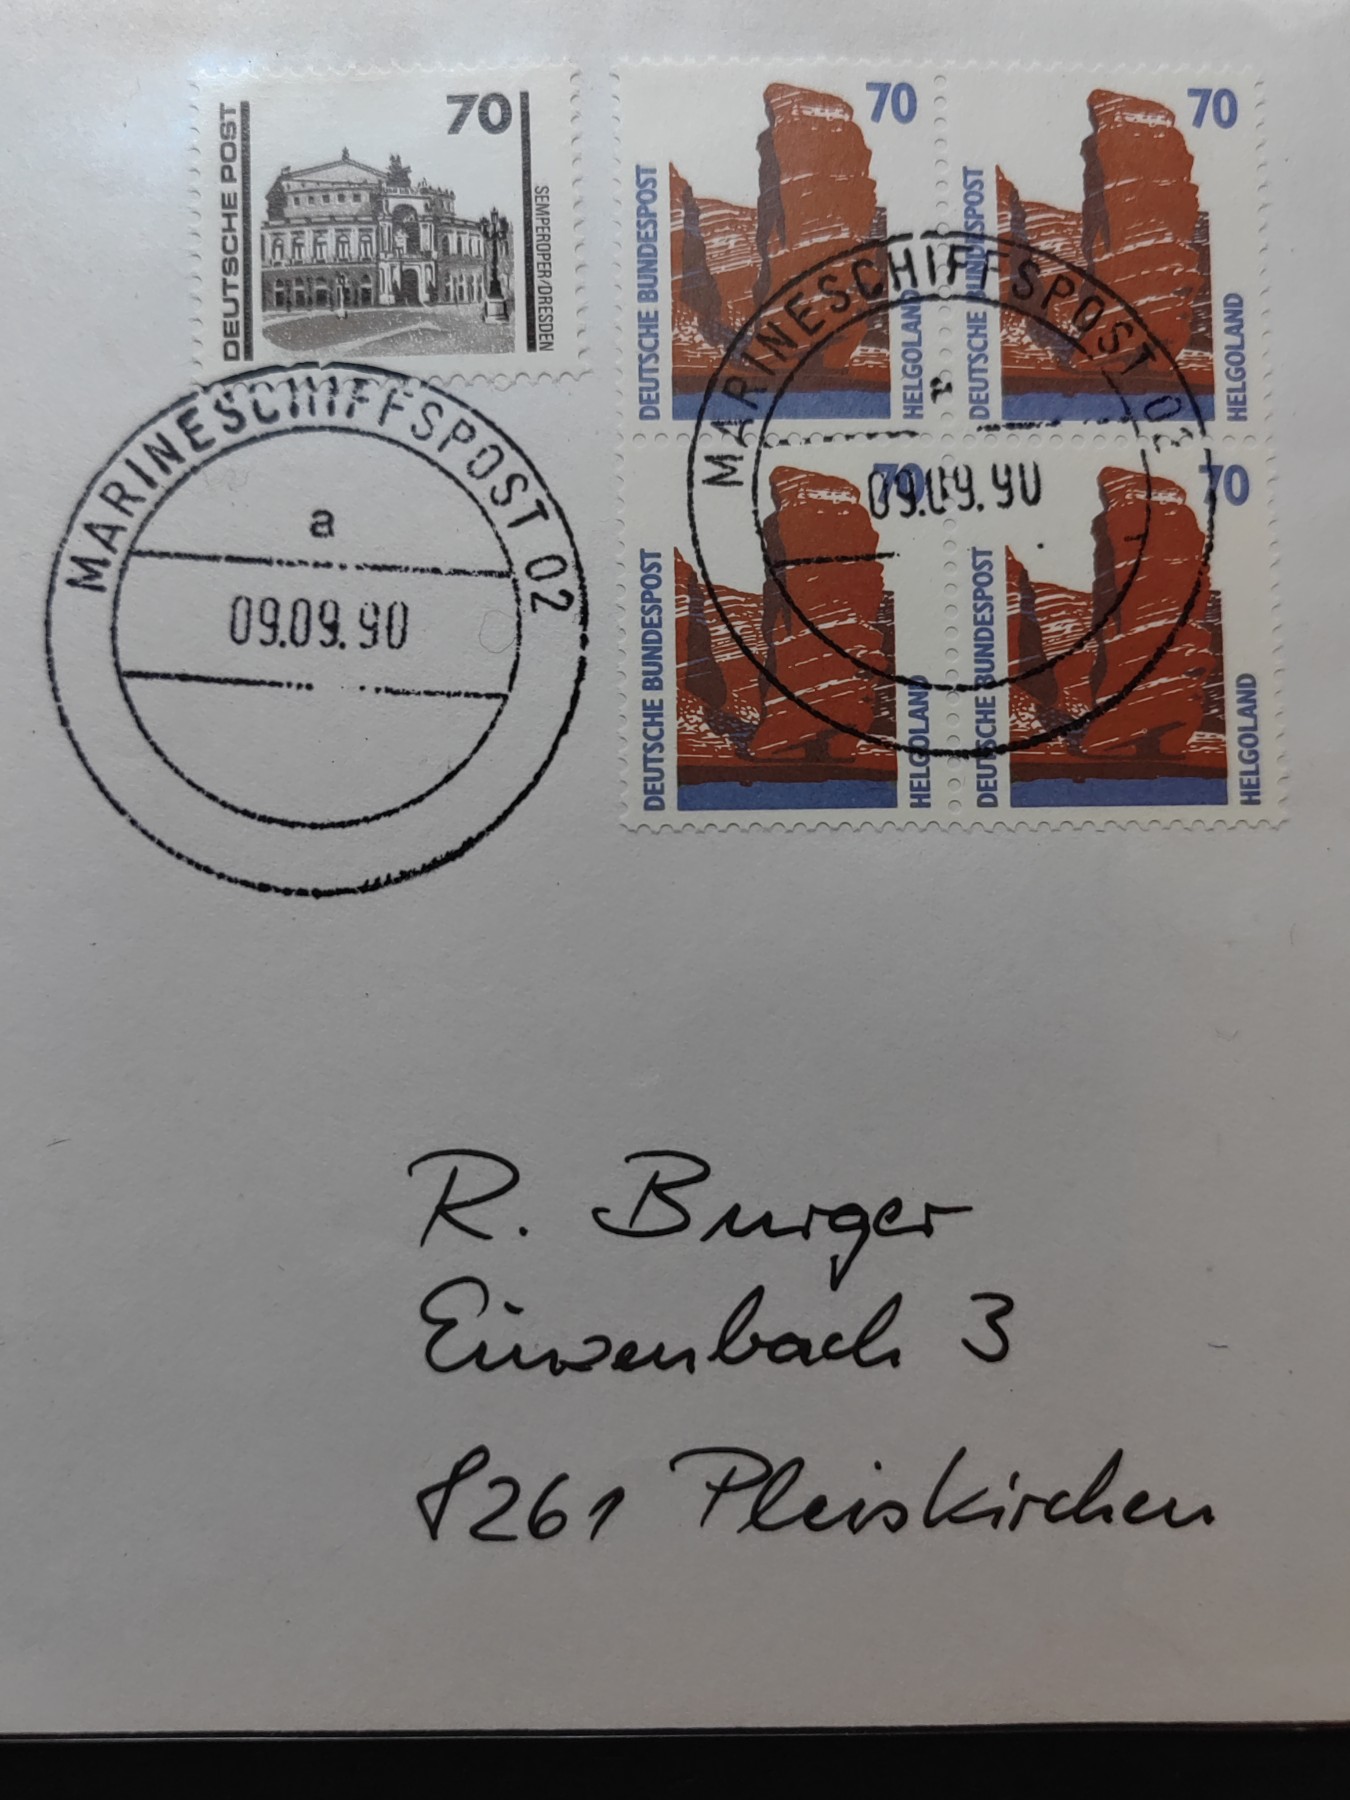 DEUTSCHE POST
70
SEMPEROPER/DRESDEN
DEUTSCHE BUNDESPOST
70
HELGOLAND
DEUTSCHE BUNDESPOST
70
HELGOLAND
DEUTSCHE BUNDESPOST
70
HELGOLAND
DEUTSCHE BUNDESPOST
70
HELGOLAND
MARINESCHIFFSPOST 02
a
09.09.90
MARINESCHIFFSPOST 02
a
09.09.90
R. Burger
Einzenbach 3
8261 Pleiskirchen